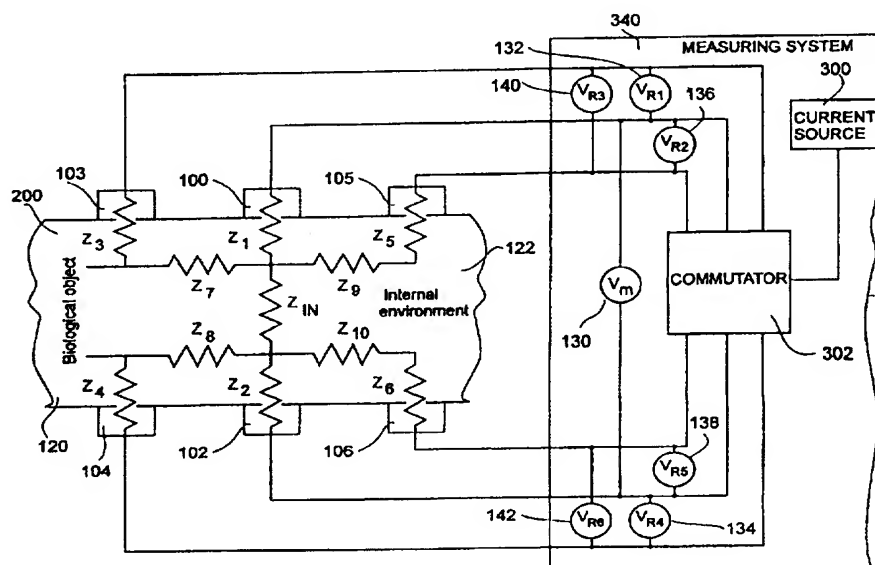 340
132
MEASURING SYSTEM
140
VR3
VR1
136
300
VR2
CURRENT SOURCE
103
100
105
200
Z3
Z1
Z5
122
Biological object
Z7
Z9
COMMUTATOR
ZIN
Internal environment
Vm
130
302
Z8
Z10
Z4
Z2
Z6
120
104
102
106
138
VR5
142
VR6
VR4
134